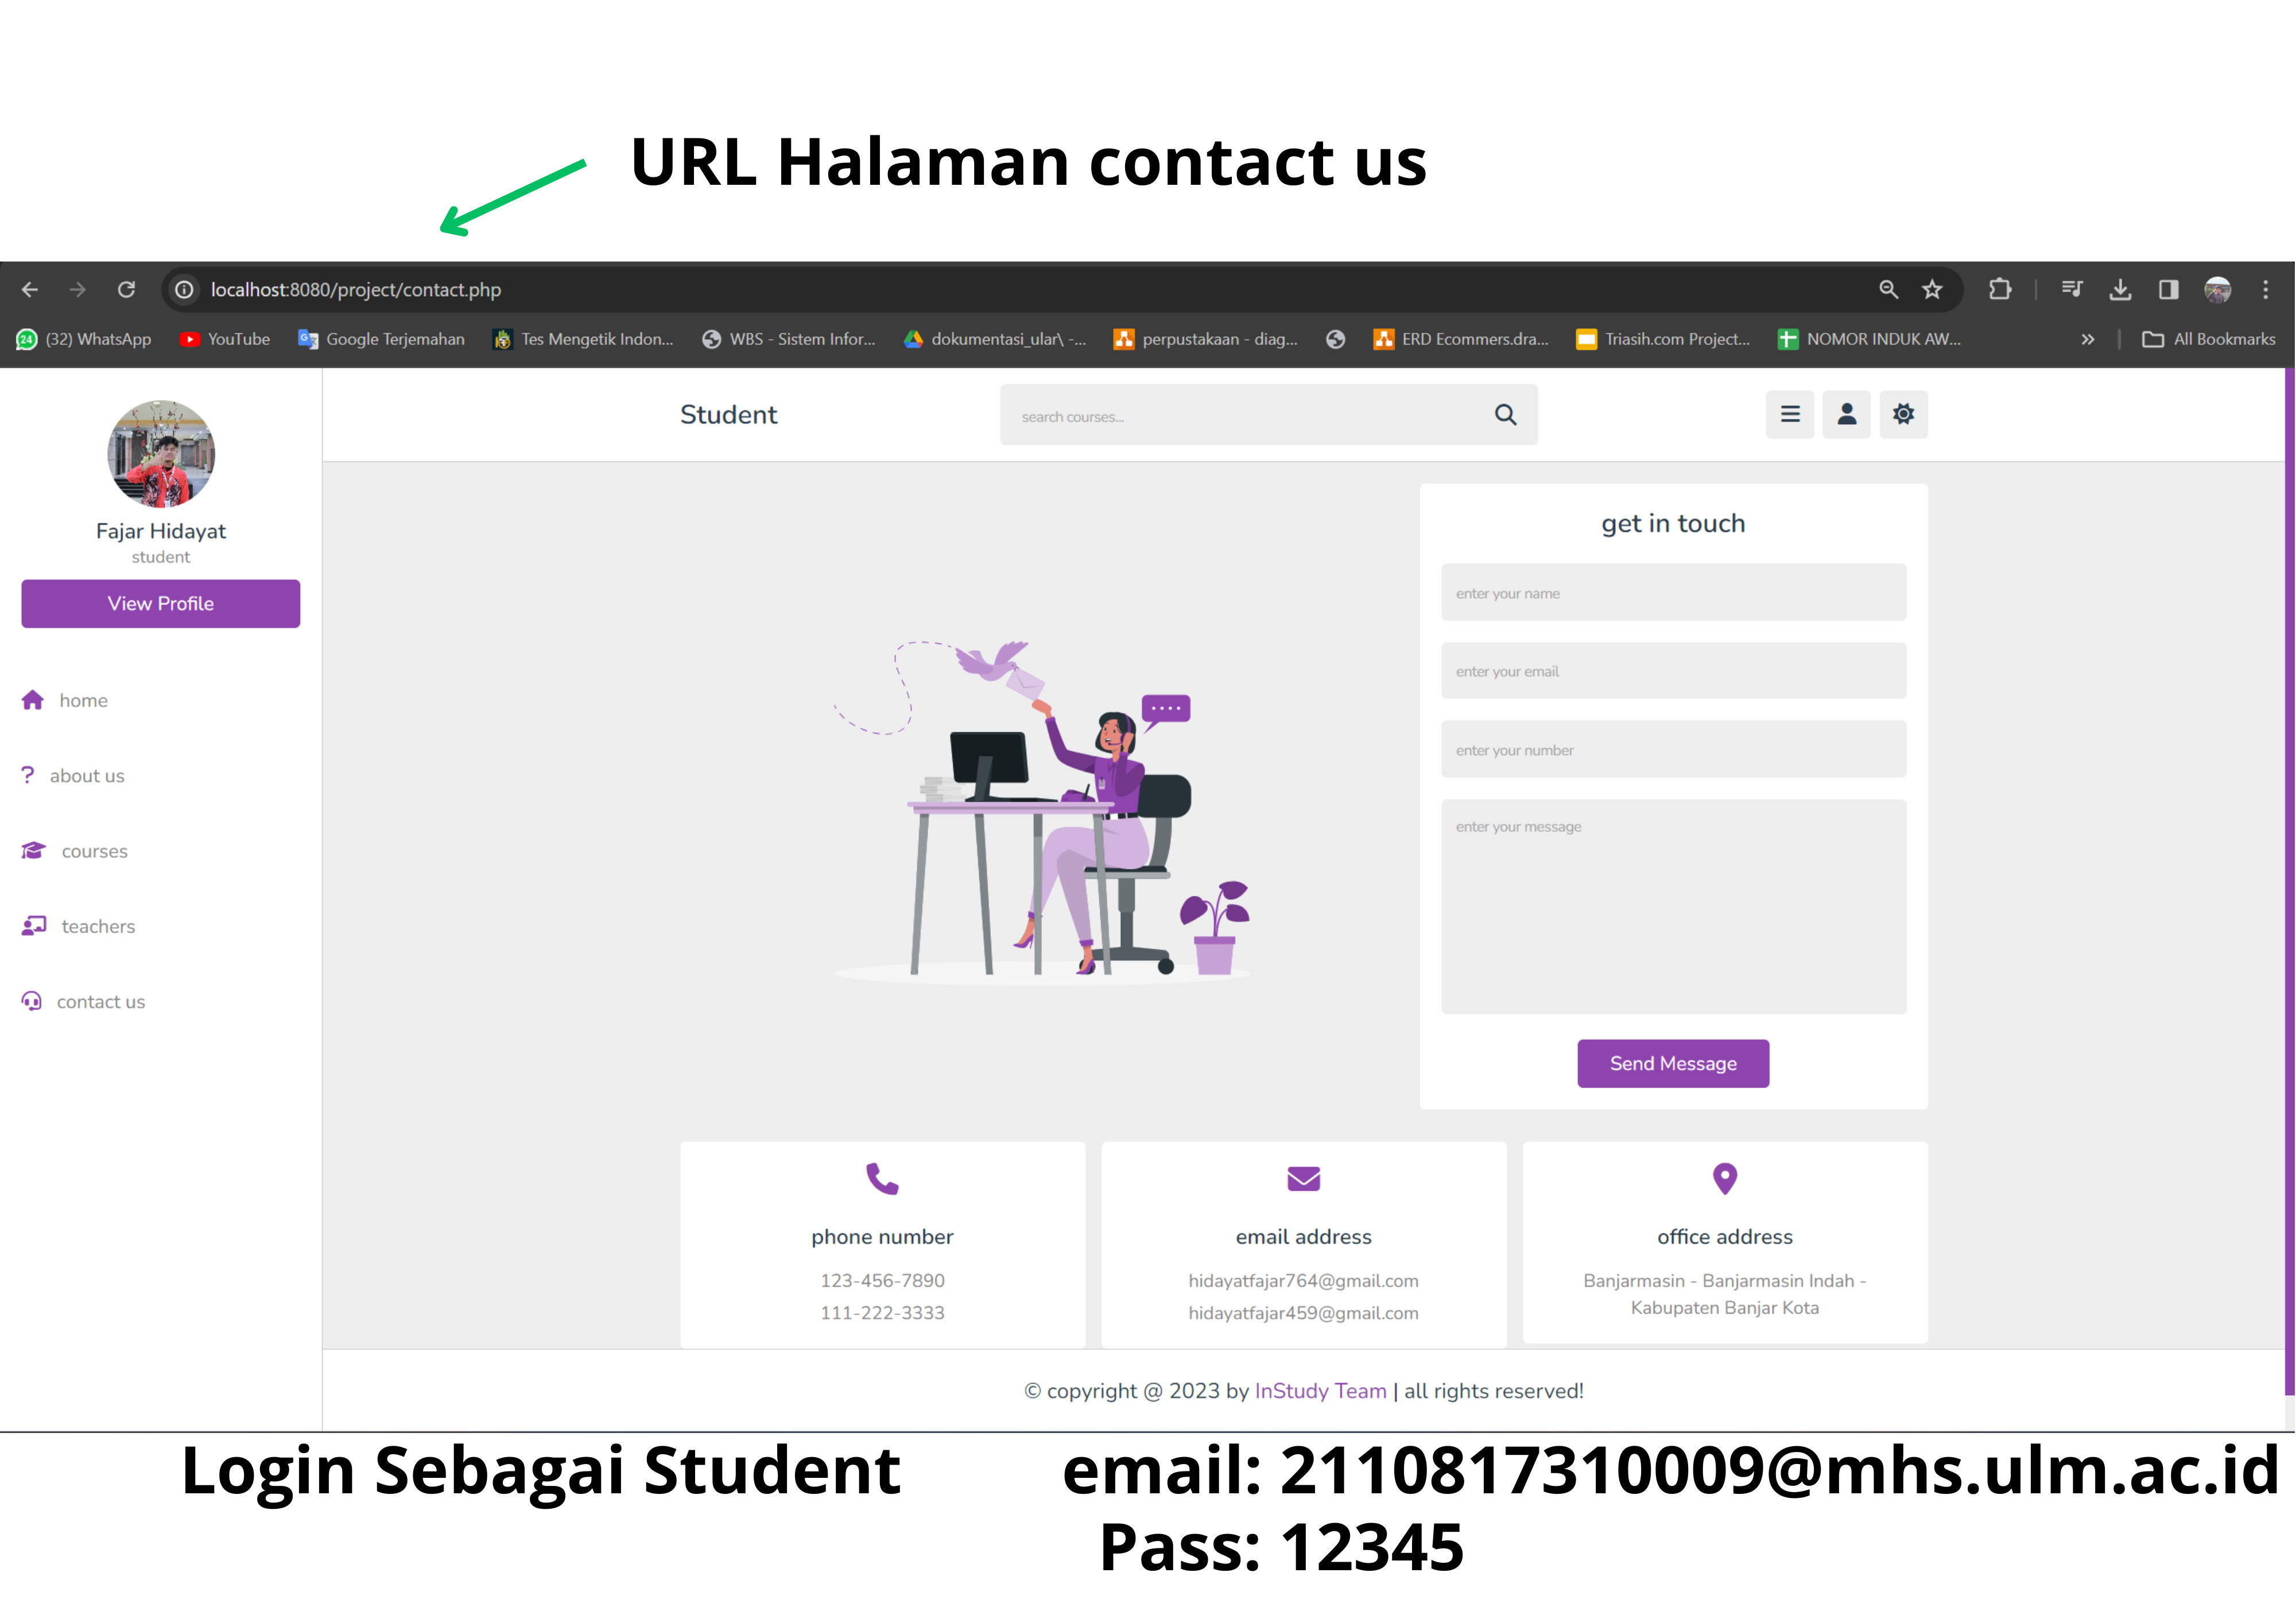 URL Halaman contact us
localhost:8080/project/contact.php
24 (32) WhatsApp YouTube Google Terjemahan Tes Mengetik Indon... WBS - Sistem Infor... dokumentasi_ular\ -... perpustakaan - diag... ERD Ecommers.dra... Triasih.com Project... NOMOR INDUK AW... » All Bookmarks
Student
search courses...
Fajar Hidayat
student
View Profile
home
about us
courses
teachers
contact us
get in touch
enter your name
enter your email
enter your number
enter your message
Send Message
phone number
123-456-7890
111-222-3333
email address
hidayatfajar764@gmail.com
hidayatfajar459@gmail.com
office address
Banjarmasin - Banjarmasin Indah -
Kabupaten Banjar Kota
© copyright @ 2023 by InStudy Team | all rights reserved!
Login Sebagai Student
email: 2110817310009@mhs.ulm.ac.id
Pass: 12345